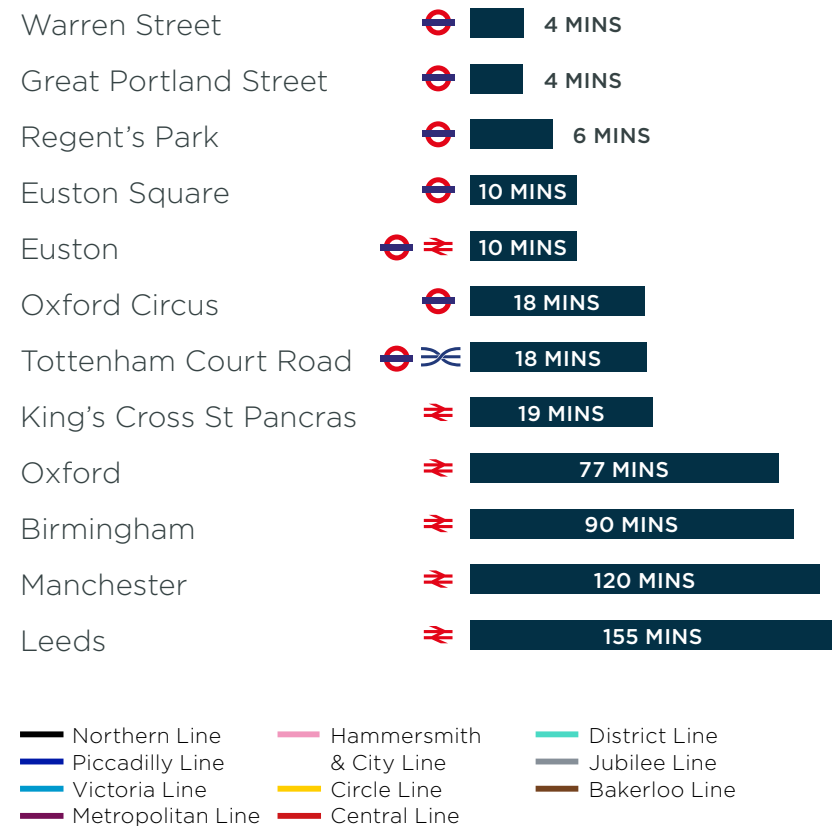 Warren Street 4 MINS
Great Portland Street 4 MINS
Regent’s Park 6 MINS
Euston Square 10 MINS
Euston 10 MINS
Oxford Circus 18 MINS
Tottenham Court Road 18 MINS
King’s Cross St Pancras 19 MINS
Oxford 77 MINS
Birmingham 90 MINS
Manchester 120 MINS
Leeds 155 MINS
Northern Line
Piccadilly Line
Victoria Line
Metropolitan Line
Hammersmith
& City Line
Circle Line
Central Line
District Line
Jubilee Line
Bakerloo Line